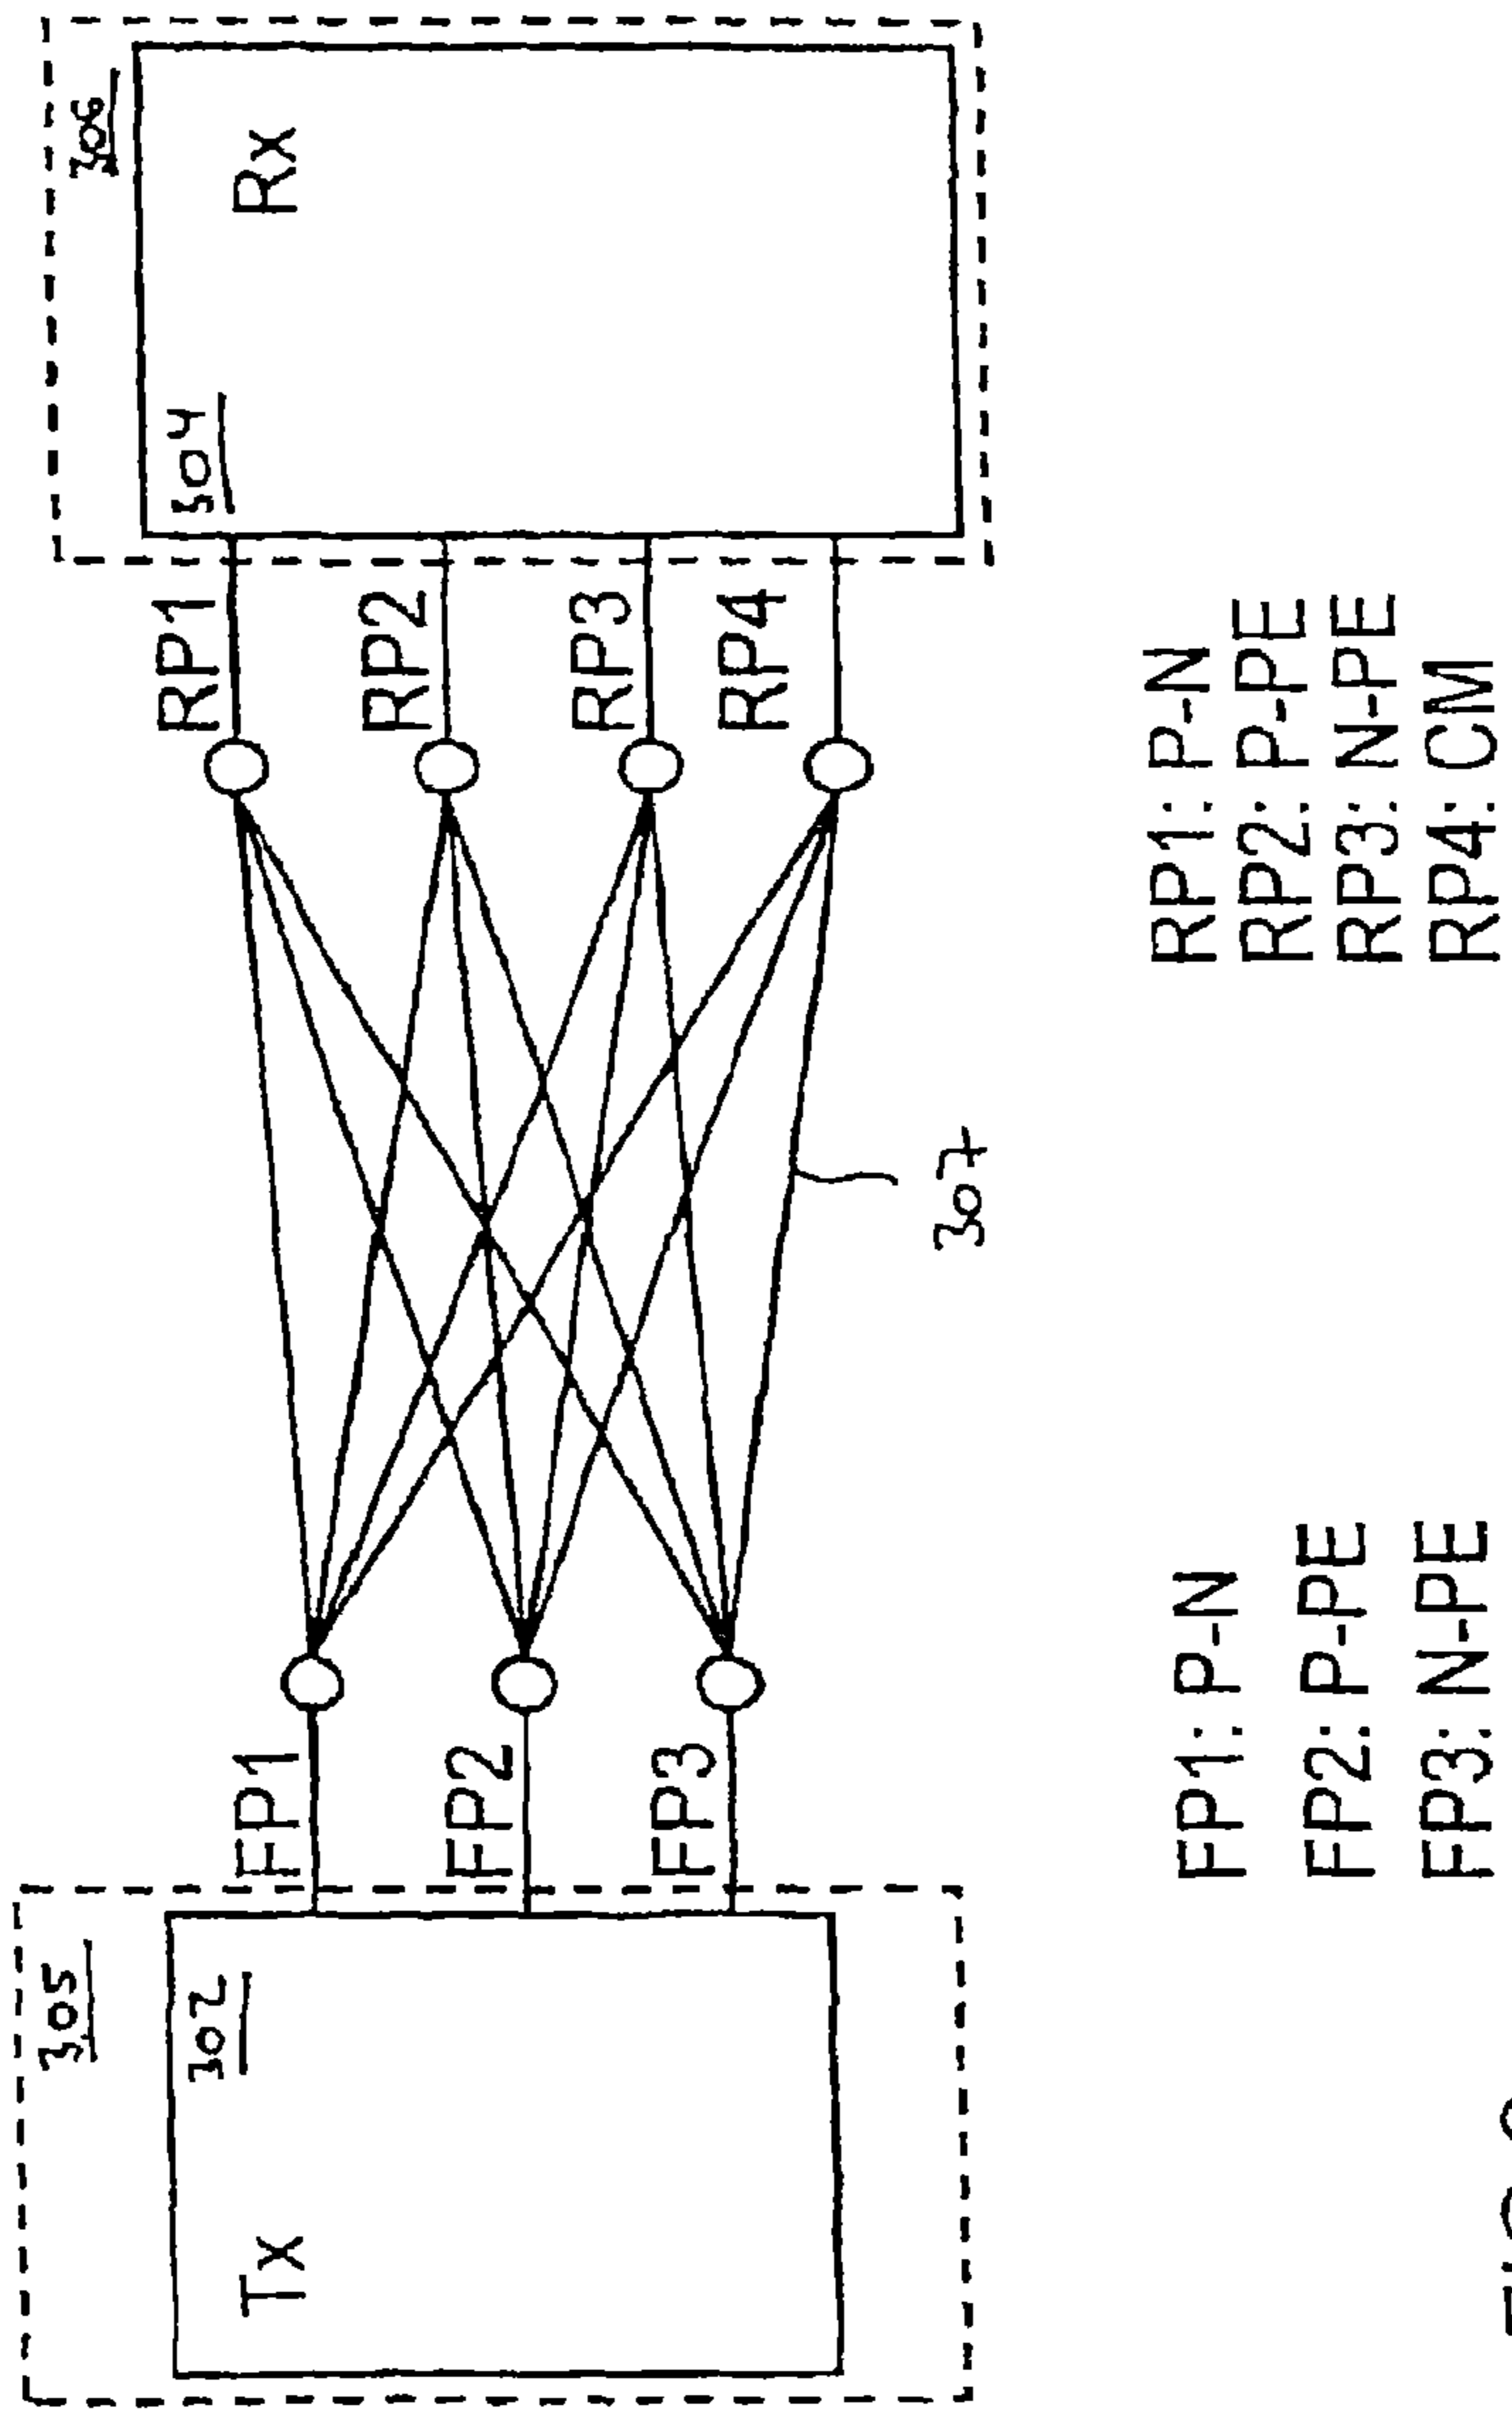 305
302
Tx
FP1
FP2
FP3
RP1
RP2
RP3
RP4
306
304
Rx
307
FP1: P-N
FP2: P-PE
FP3: N-PE
RP1: P-N
RP2: P-PE
RP3: N-PE
RP4: CM